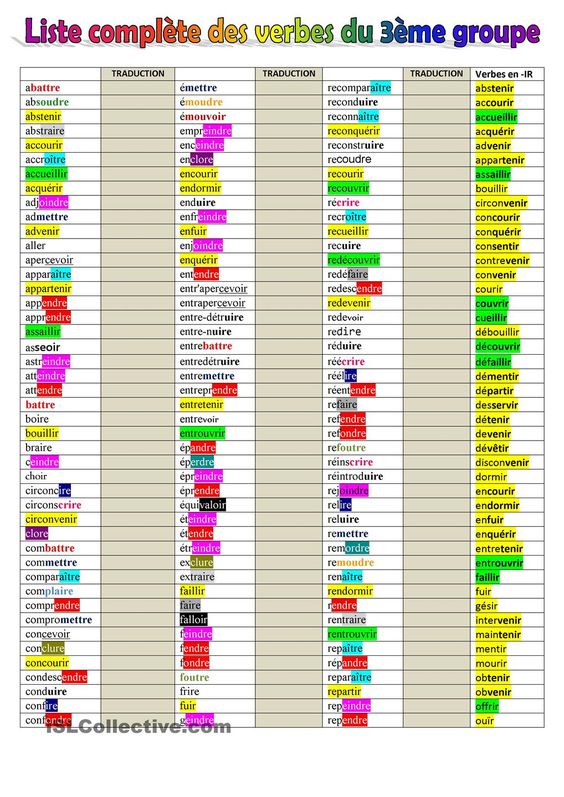 Liste complète des verbes du 3ème groupe
TRADUCTION TRADUCTION TRADUCTION Verbes en -IR
abattre émettre recomparaître abstenir
absoudre émoudre reconduire accourir
abstenir émouvoir reconnaître accueillir
abstraire empreindre reconquérir acquérir
accourir enceindre reconstruire advenir
accroître enclore recoudre appartenir
accueillir encourir recourir assaillir
acquérir endormir recouvrir bouillir
adjoindre enduire récrire circonvenir
admettre enfreindre recroître concourir
advenir enfuir recueillir conquérir
aller enjoindre recuire consentir
apercevoir enquérir redécouvrir contrevenir
apparaître entendre redéfaire convenir
appartenir entr'apercevoir redescendre courir
appendre entrapercevoir redevenir couvrir
apprendre entre-détruire redevoir cueillir
assaillir entre-nuire redire débouillir
asseoir entrebattre réduire découvrir
astreindre entredétruire réécrire défaillir
atteindre entremettre réélire démentir
attendre entreprendre réentendre départir
battre entretenir refaire desservir
boire entrevoir refendre détenir
bouillir entrouvrir refondre devenir
braire épandre refoutre dévêtir
ceindre éperdre réinscrire disconvenir
choir épreindre réintroduire dormir
circoncire éprendre rejoindre encourir
circonscrire équivaloir relire endormir
circonvenir éteindre reluire enfuir
clore étendre remettre enquérir
combattre étreindre remordre entretenir
commettre exclure remoudre entrouvrir
comparaître extraire renaître faillir
complaire faillir rendormir fuir
comprendre faire rendre gésir
compromettre falloir rentraire intervenir
concevoir feindre rentrouvrir maintenir
conclure fendre repaître mentir
concourir fondre répandre mourir
condescendre foutre reparaître obtenir
conduire frire repartir obvenir
confire fuir repeindre offrir
confondre geindre rependre ouïr
iSLCollective.com